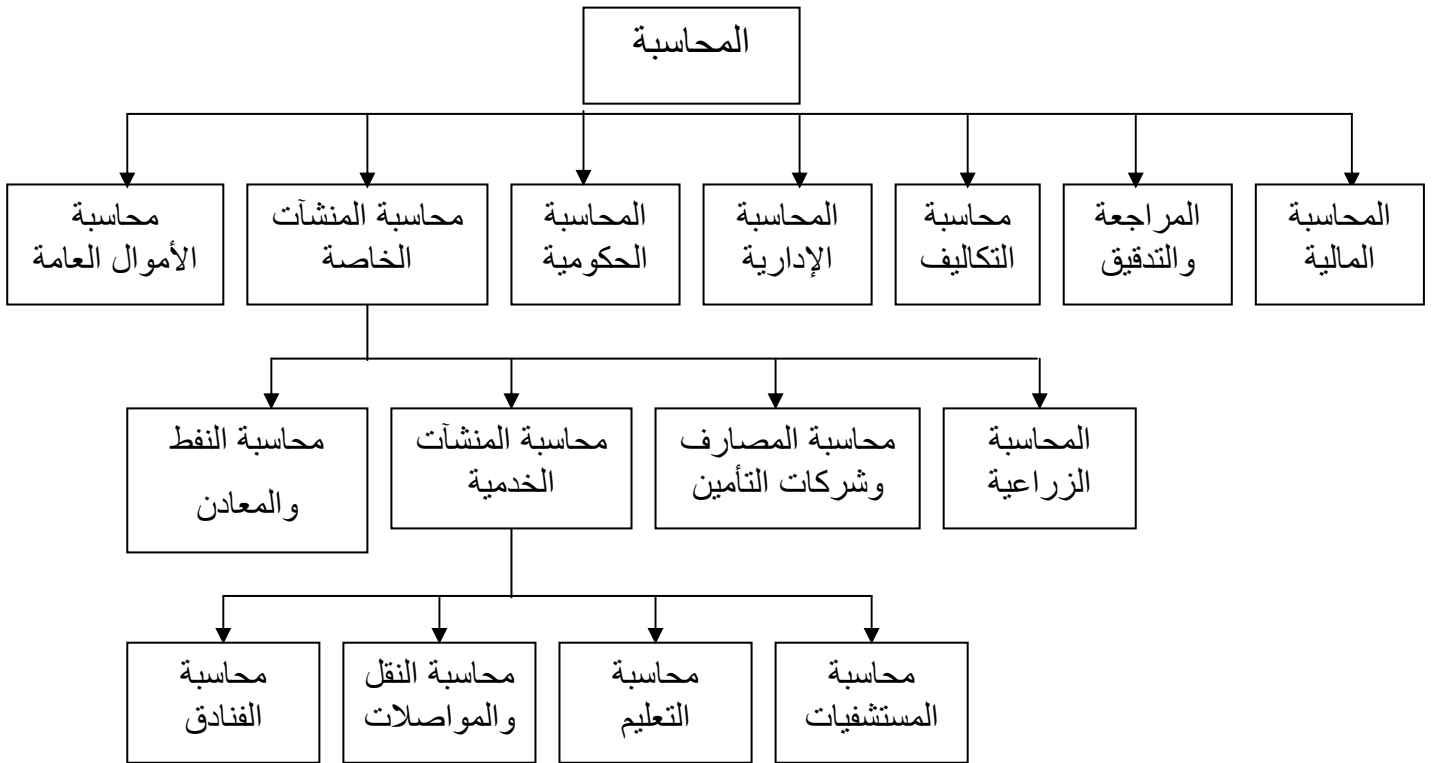 المحاسبة
المحاسبة
المالية
المراجعة
والتدقيق
محاسبة
التكاليف
المحاسبة
الإدارية
المحاسبة
الحكومية
محاسبة المنشآت
الخاصة
محاسبة
الأموال العامة
المحاسبة
الزراعية
محاسبة المصارف
وشركات التأمين
محاسبة المنشآت
الخدمية
محاسبة النفط
والمعادن
محاسبة
المستشفيات
محاسبة
التعليم
محاسبة النقل
والمواصلات
محاسبة
الفنادق